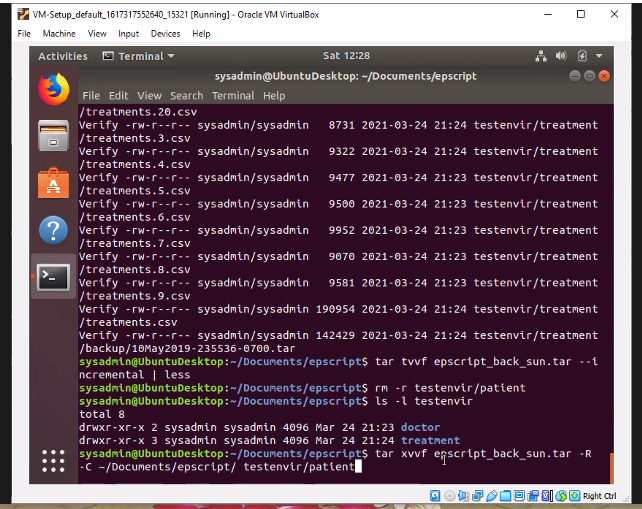 VM-Setup_default_1617317552640_15321 [Running] - Oracle VM VirtualBox
File Machine View Input Devices Help
Activities Terminal Sat 12:28
sysadmin@UbuntuDesktop: ~/Documents/epscript
File Edit View Search Terminal Help
/treatments.20.csv
Verify -rw-r--r-- sysadmin/sysadmin 8731 2021-03-24 21:24 testenvir/treatment
/treatments.3.csv
Verify -rw-r--r-- sysadmin/sysadmin 9322 2021-03-24 21:24 testenvir/treatment
/treatments.4.csv
Verify -rw-r--r-- sysadmin/sysadmin 9477 2021-03-24 21:23 testenvir/treatment
/treatments.5.csv
Verify -rw-r--r-- sysadmin/sysadmin 9500 2021-03-24 21:23 testenvir/treatment
/treatments.6.csv
Verify -rw-r--r-- sysadmin/sysadmin 9952 2021-03-24 21:23 testenvir/treatment
/treatments.7.csv
Verify -rw-r--r-- sysadmin/sysadmin 9070 2021-03-24 21:23 testenvir/treatment
/treatments.8.csv
Verify -rw-r--r-- sysadmin/sysadmin 9581 2021-03-24 21:23 testenvir/treatment
/treatments.9.csv
Verify -rw-r--r-- sysadmin/sysadmin 190954 2021-03-24 21:23 testenvir/treatment
/treatments.csv
Verify -rw-r--r-- sysadmin/sysadmin 142429 2021-03-24 21:24 testenvir/treatment
/backup/10May2019-235536-0700.tar
sysadmin@UbuntuDesktop:~/Documents/epscript$ tar tvvf epscript_back_sun.tar --i
ncremental | less
sysadmin@UbuntuDesktop:~/Documents/epscript$ rm -r testenvir/patient
sysadmin@UbuntuDesktop:~/Documents/epscript$ ls -l testenvir
total 8
drwxr-xr-x 2 sysadmin sysadmin 4096 Mar 24 21:23 doctor
drwxr-xr-x 3 sysadmin sysadmin 4096 Mar 24 21:24 treatment
sysadmin@UbuntuDesktop:~/Documents/epscript$ tar xvvf epscript_back_sun.tar -R
-C ~/Documents/epscript/ testenvir/patient
Right Ctrl